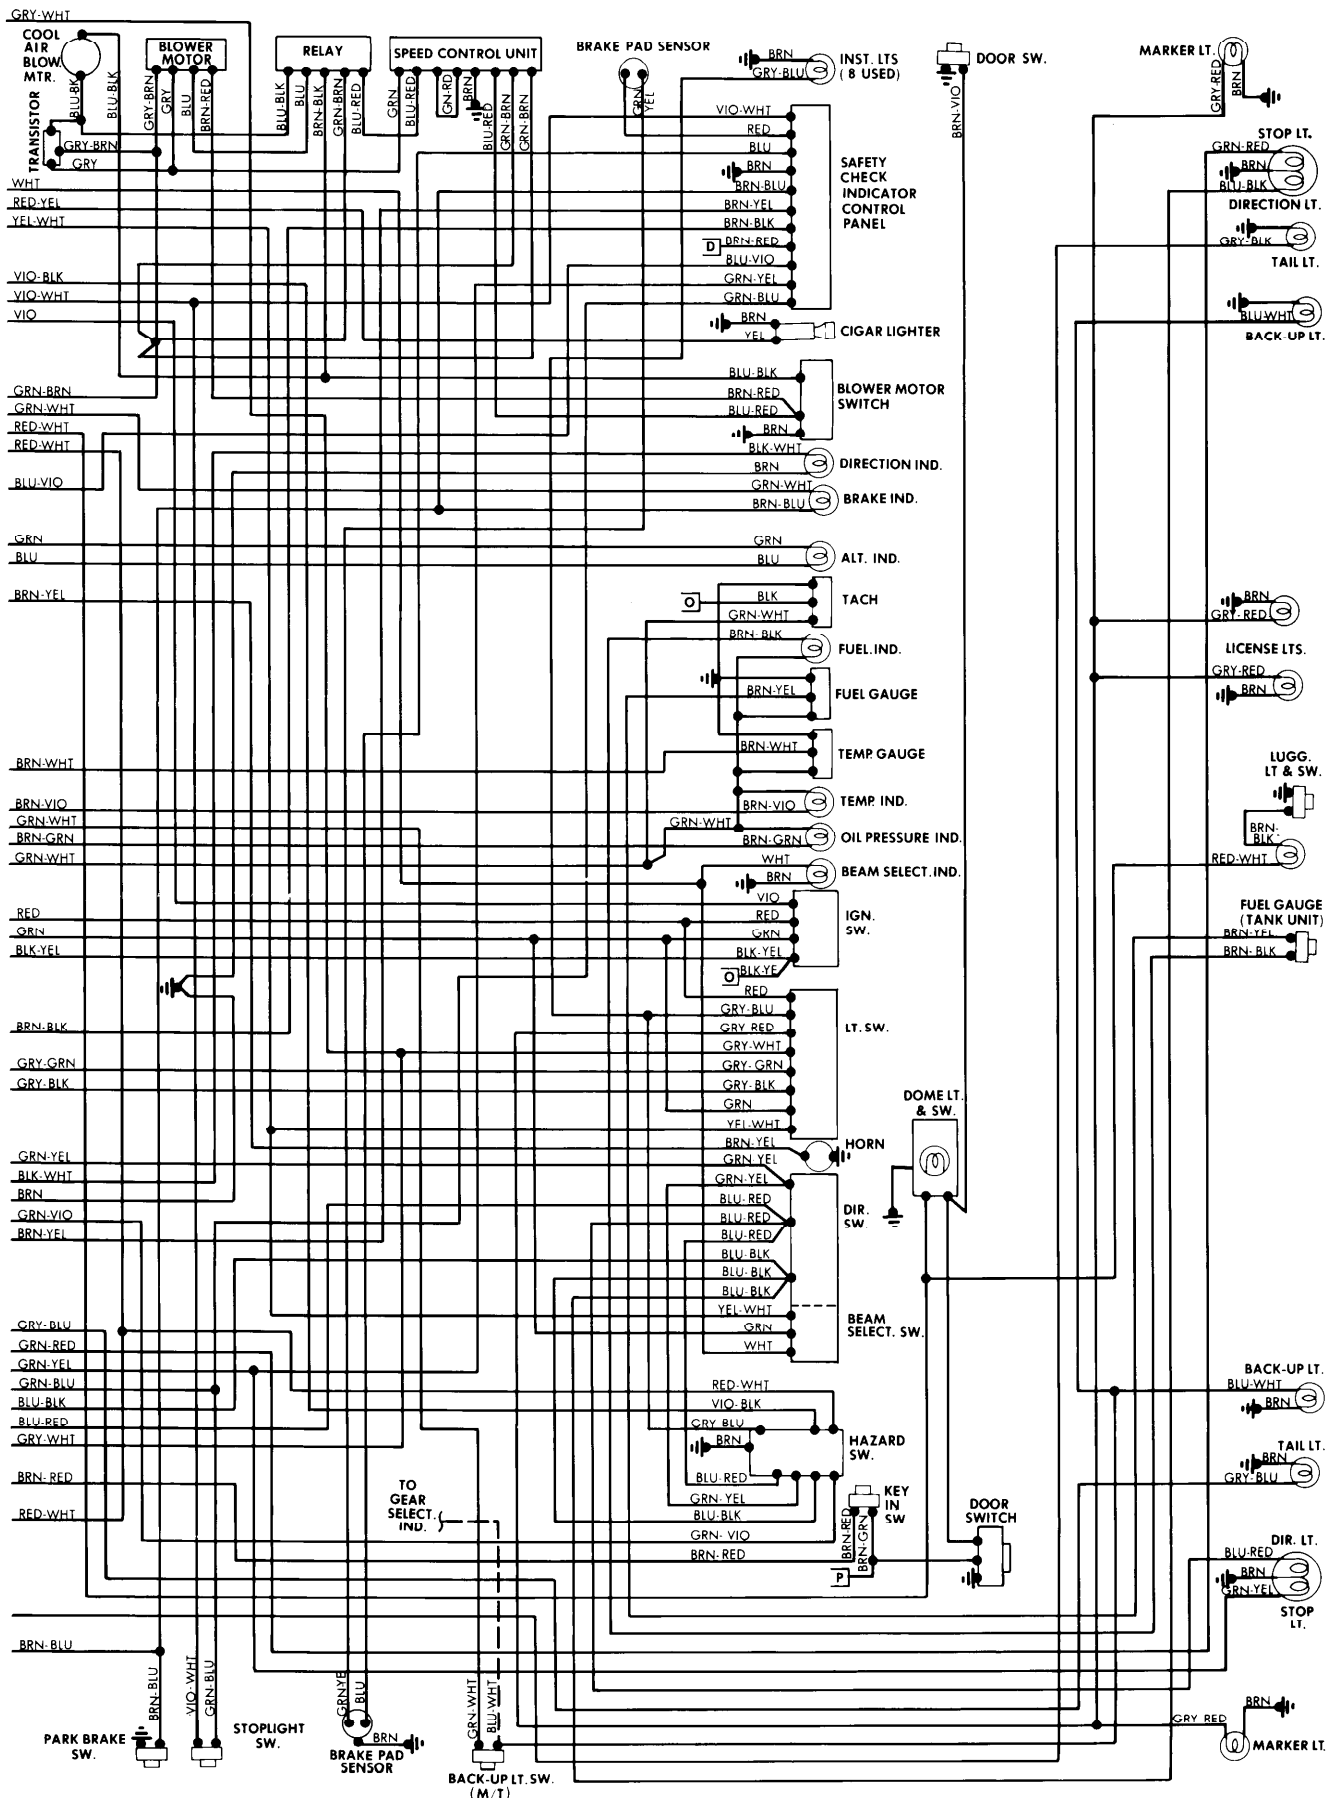 GRY-WHT
COOL
AIR
BLOW.
MTR.
BLOWER
MOTOR
RELAY
SPEED CONTROL UNIT
BRAKE PAD SENSOR
BRN
GRY-BLU
INST. LTS
(8 USED)
DOOR SW.
MARKER LT.
GRY-RED
BRN
TRANSISTOR
BLU-BK
BLU-BLK
GRY-BRN
GRY
BLU
BRN-RED
BLU-BLK
BLU
BRN-BLK
GRY-BRN
BLU-RED
GRN
BLU-RED
GN-RD
BRN
BLU-RED
GRN-BRN
GRN-BRN
GRN
YEL
BRN-VIO
GRY-BRN
GRY
VIO-WHT
RED
BLU
BRN
BRN-BLU
BRN-YEL
BRN-BLK
D
BRN-RED
BLU-VIO
GRN-YEL
GRN-BLU
SAFETY
CHECK
INDICATOR
CONTROL
PANEL
STOP LT.
GRN-RED
BRN
BLU-BLK
DIRECTION LT.
GRY-BLK
TAIL LT.
BLU-WHT
BACK-UP LT.
WHT
RED-YEL
YEL-WHT
VIO-BLK
VIO-WHT
VIO
BRN
YEL
CIGAR LIGHTER
BLU-BLK
BRN-RED
BLU-RED
BRN
BLOWER MOTOR
SWITCH
GRN-BRN
GRN-WHT
RED-WHT
RED-WHT
BLU-VIO
BLK-WHT
BRN
DIRECTION IND.
GRN-WHT
BRN-BLU
BRAKE IND.
GRN
BLU
GRN
BLU
ALT. IND.
BRN-YEL
O
BLK
GRN-WHT
TACH
BRN-BLK
FUEL.IND.
BRN-YEL
FUEL GAUGE
BRN
GRY-RED
LICENSE LTS.
GRY-RED
BRN
BRN-WHT
BRN-WHT
TEMP. GAUGE
LUGG.
LT & SW.
BRN-
BLK
RED-WHT
BRN-VIO
GRN-WHT
BRN-GRN
GRN-WHT
BRN-VIO
TEMP. IND.
GRN-WHT
BRN-GRN
OIL PRESSURE IND.
WHT
BRN
BEAM SELECT. IND.
FUEL GAUGE
(TANK UNIT)
BRN-YEL
BRN-BLK
RED
GRN
BLK-YEL
VIO
RED
GRN
BLK-YEL
O
BLK-YE
IGN.
SW.
BRN-BLK
GRY-GRN
GRY-BLK
RED
GRY-BLU
GRY RED
GRY-WHT
GRY-GRN
GRY-BLK
GRN
YEL-WHT
LT. SW.
DOME LT.
& SW.
BRN-YEL
HORN
GRN-YEL
BLK-WHT
BRN
GRN-VIO
BRN-YEL
GRN-YEL
GRN-YEL
BLU-RED
BLU-RED
BLU-RED
BLU-BLK
BLU-BLK
BLU-BLK
DIR.
SW.
YEL-WHT
GRN
WHT
BEAM
SELECT. SW.
GRY-BLU
GRN-RED
GRN-YEL
GRN-BLU
BLU-BLK
BLU-RED
GRY-WHT
BRN-RED
RED-WHT
RED-WHT
VIO-BLK
GRY BLU
BRN
HAZARD
SW.
BLU-RED
GRN-YEL
BLU-BLK
GRN-VIO
BRN-RED
TO
GEAR
SELECT.
IND.
KEY
IN
SW
BRN-RED
BRN-GRN
P
DOOR
SWITCH
BACK-UP LT.
BLU-WHT
BRN
TAIL LT.
BRN
GRY-BLU
DIR. LT.
BLU-RED
BRN
GRN-YEL
STOP
LT.
BRN-BLU
BRN-BLU
VIO-WHT
GRN-BLU
GRN-YE
BLU
GRN-WHT
BLU-WHT
PARK BRAKE
SW.
STOPLIGHT
SW.
BRN
BRAKE PAD
SENSOR
BACK-UP LT. SW.
(M/T)
BRN
GRY RED
MARKER LT.